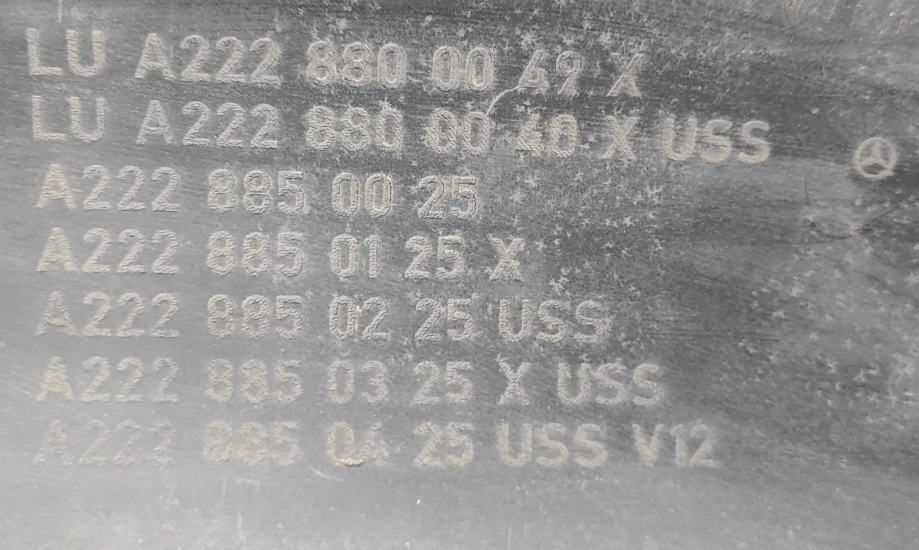 LU A222 880 00 49 X
LU A222 880 00 40 X USS
A222 885 00 25
A222 885 01 25 X
A222 885 02 25 USS
A222 885 03 25 X USS
A222 885 04 25 USS V12